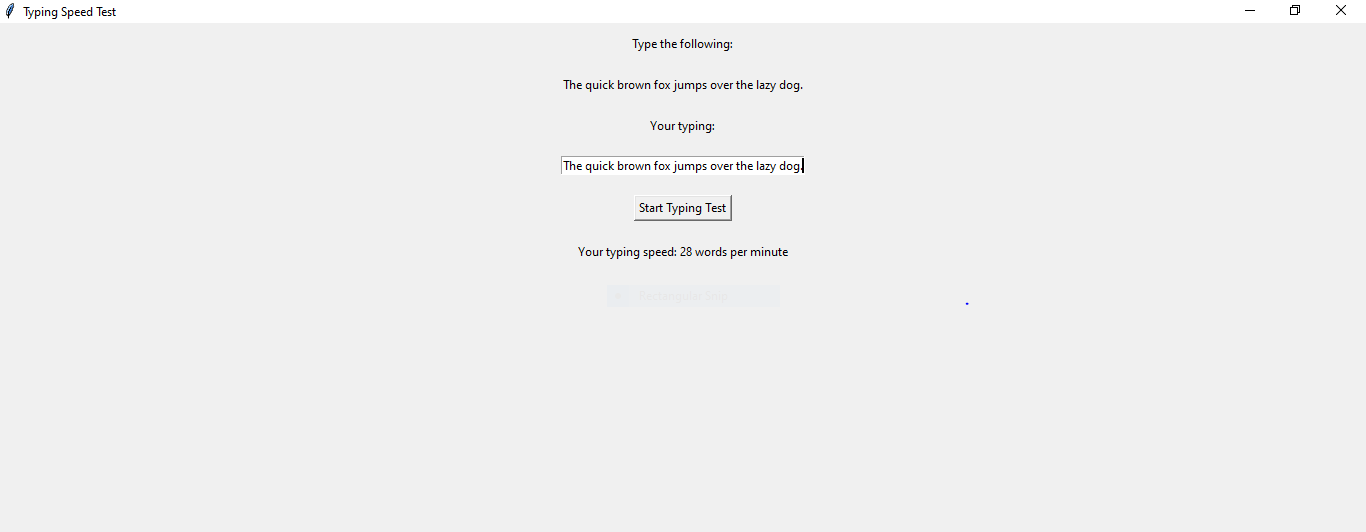 Typing Speed Test
Type the following:
The quick brown fox jumps over the lazy dog.
Your typing:
The quick brown fox jumps over the lazy dog.
Start Typing Test
Your typing speed: 28 words per minute